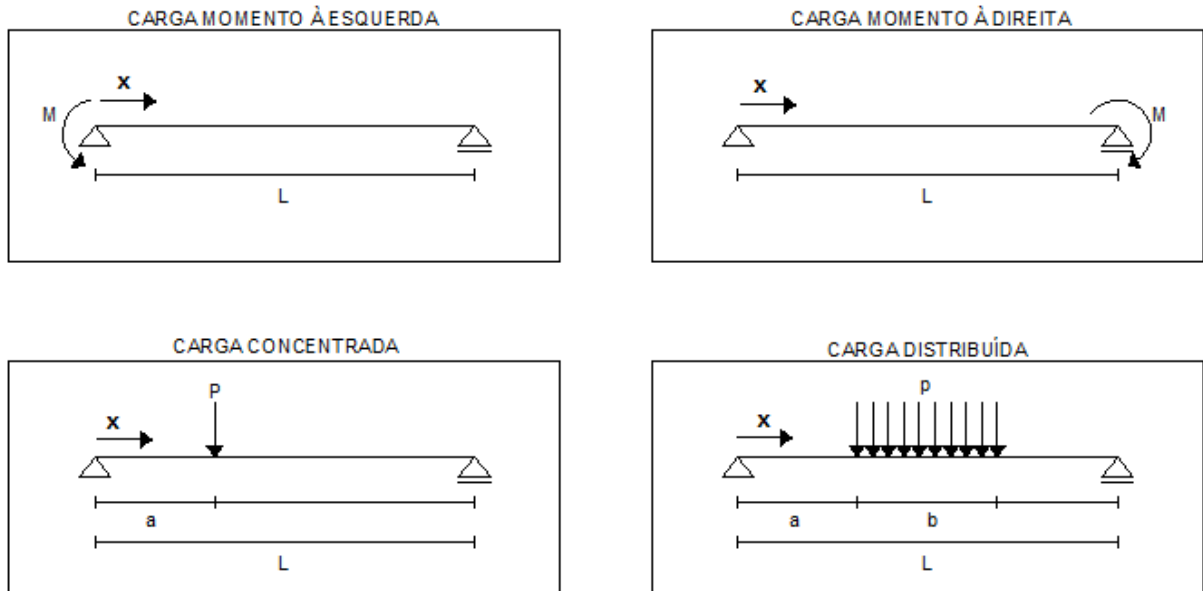 CARGA MOMENTO À ESQUERDA
X
M
L
CARGA MOMENTO À DIREITA
X
M
L
CARGA CONCENTRADA
P
X
a
L
CARGA DISTRIBUÍDA
p
X
a b
L